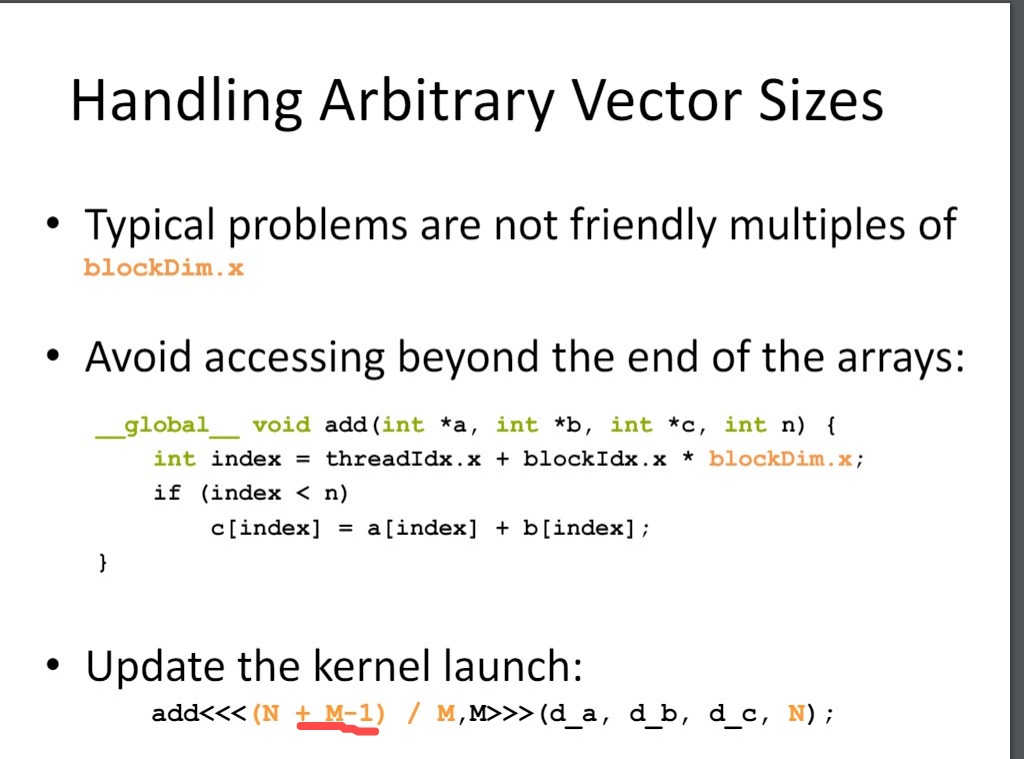 Handling Arbitrary Vector Sizes
• Typical problems are not friendly multiples of
blockDim.x
• Avoid accessing beyond the end of the arrays:
__global__ void add(int *a, int *b, int *c, int n) {
int index = threadIdx.x + blockIdx.x * blockDim.x;
if (index < n)
c[index] = a[index] + b[index];
}
• Update the kernel launch:
add<<<(N + M-1) / M,M>>>(d_a, d_b, d_c, N);